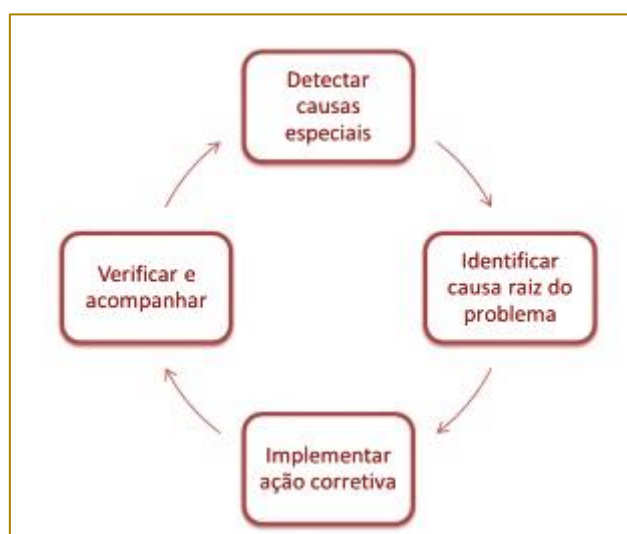 Detectar
causas
especiais
Identificar
causa raiz do
problema
Implementar
ação corretiva
Verificar e
acompanhar